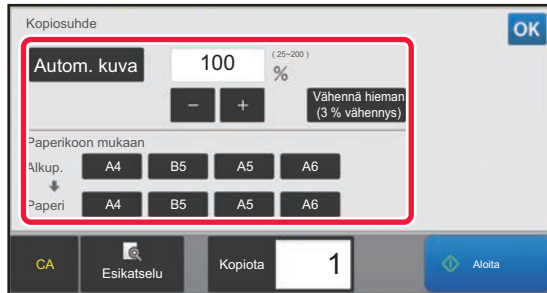 Kopiosuhde
OK
Autom. kuva
100
(25~200)
%
−
+
Vähennä hieman
(3 % vähennys)
Paperikoon mukaan
Alkup.
A4
B5
A5
A6
Paperi
A4
B5
A5
A6
CA
Esikatselu
Kopiota
1
Aloita